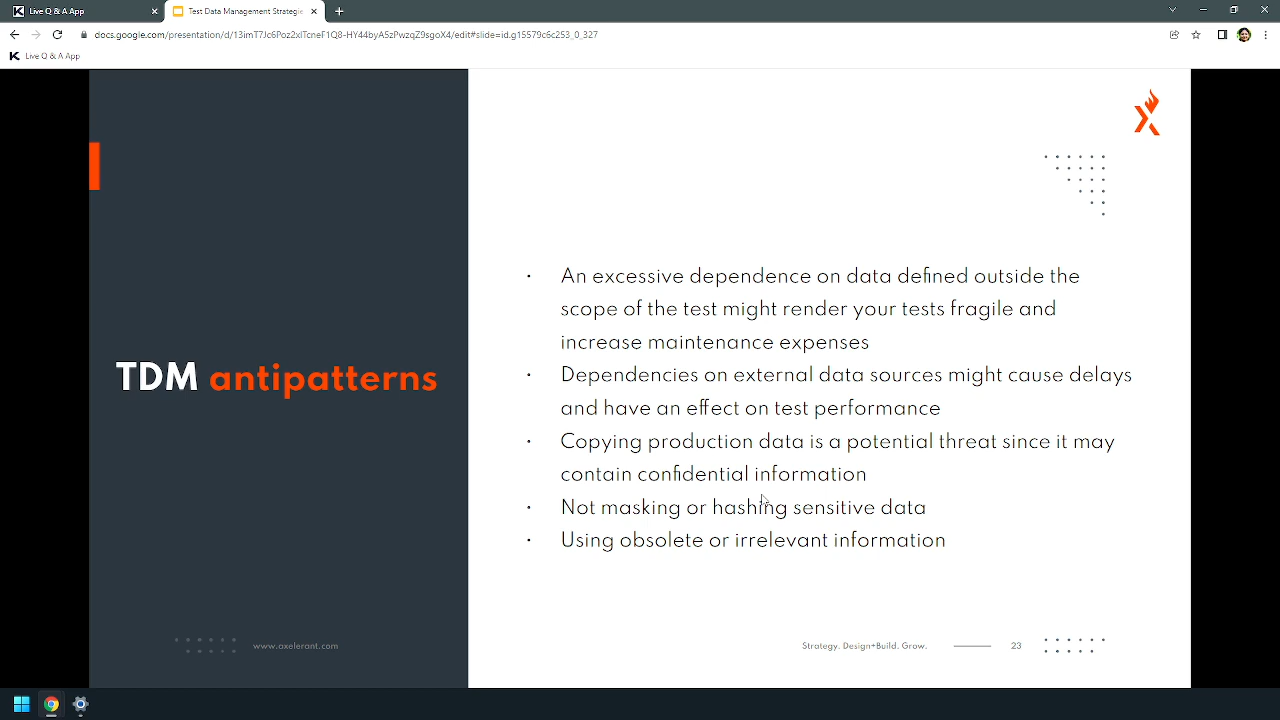 Live Q & A App
Test Data Management Strategie
docs.google.com/presentation/d/13imT7Jc6Poz2xITcneF1Q8-HY44byA5zPwzqZ9sgoX4/edit#slide=id.g15579c6c253_0_327
Live Q & A App
TDM antipatterns
An excessive dependence on data defined outside the
scope of the test might render your tests fragile and
increase maintenance expenses
Dependencies on external data sources might cause delays
and have an effect on test performance
Copying production data is a potential threat since it may
contain confidential information
Not masking or hashing sensitive data
Using obsolete or irrelevant information
www.axelerant.com
Strategy. Design+Build. Grow.
23